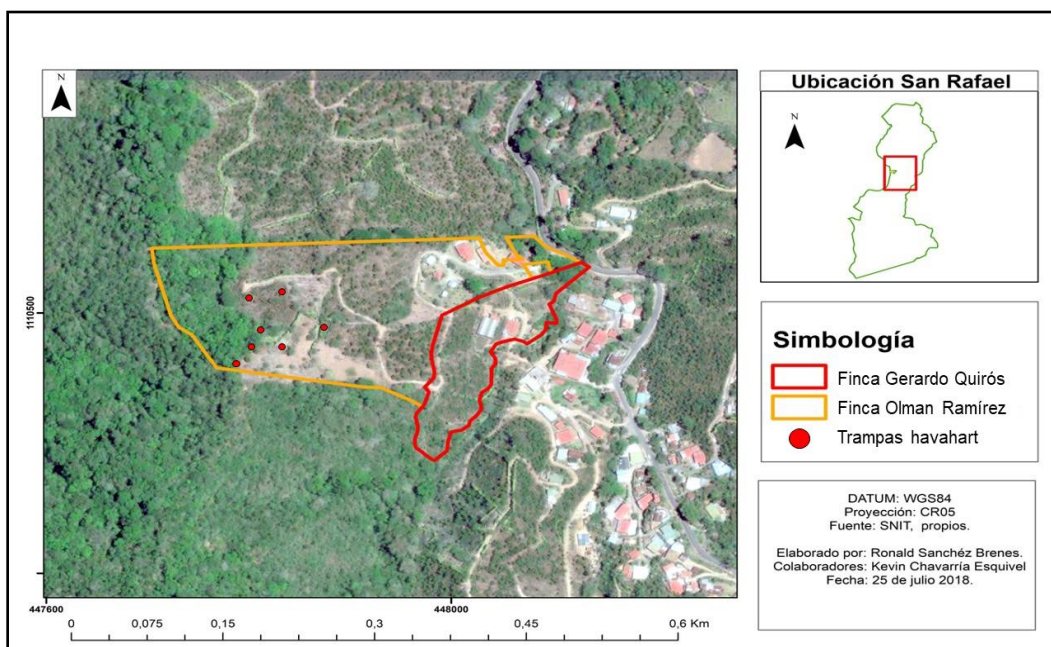 N
1110500
447600
448000
0
0,075
0,15
0,3
0,45
0,6 Km
Ubicación San Rafael
N
Simbología
Finca Gerardo Quirós
Finca Olman Ramírez
Trampas havahart
DATUM: WGS84
Proyección: CR05
Fuente: SNIT, propios.
Elaborado por: Ronald Sanchéz Brenes.
Colaboradores: Kevin Chavarría Esquivel
Fecha: 25 de julio 2018.